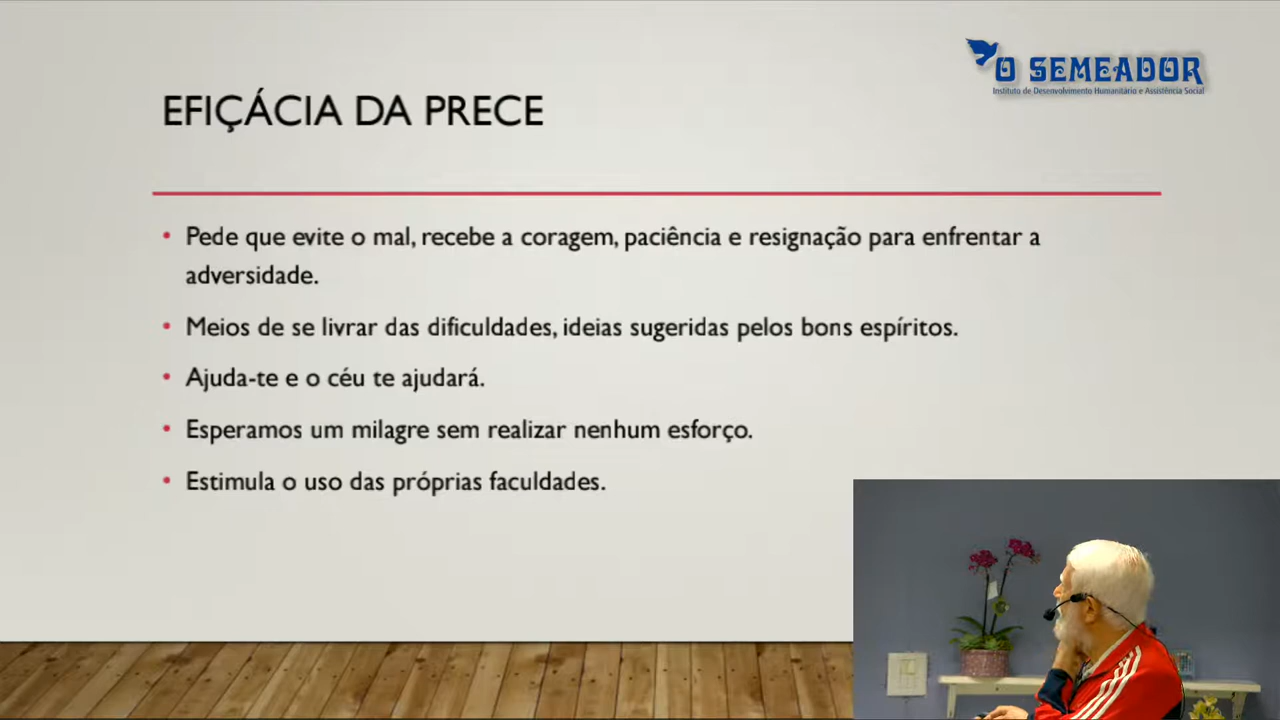 O SEMEADOR
Instituto de Desenvolvimento Humanitário e Assistência Social
EFIÇÁCIA DA PRECE
• Pede que evite o mal, recebe a coragem, paciência e resignação para enfrentar a
adversidade.
• Meios de se livrar das dificuldades, ideias sugeridas pelos bons espíritos.
• Ajuda-te e o céu te ajudará.
• Esperamos um milagre sem realizar nenhum esforço.
• Estimula o uso das próprias faculdades.